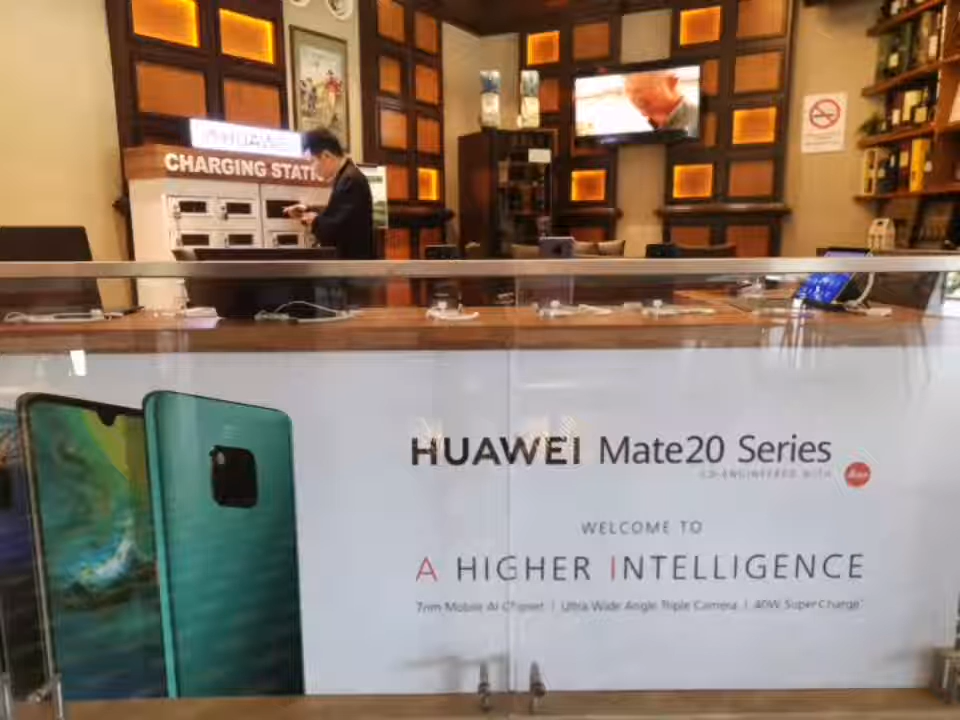 HUAWEI
CHARGING STATI
HUAWEI Mate20 Series
CO-ENGINEERED WITH
WELCOME TO
A HIGHER INTELLIGENCE
7nm Mobile AI Chipset | Ultra Wide Angle Triple Camera | 40W SuperCharge